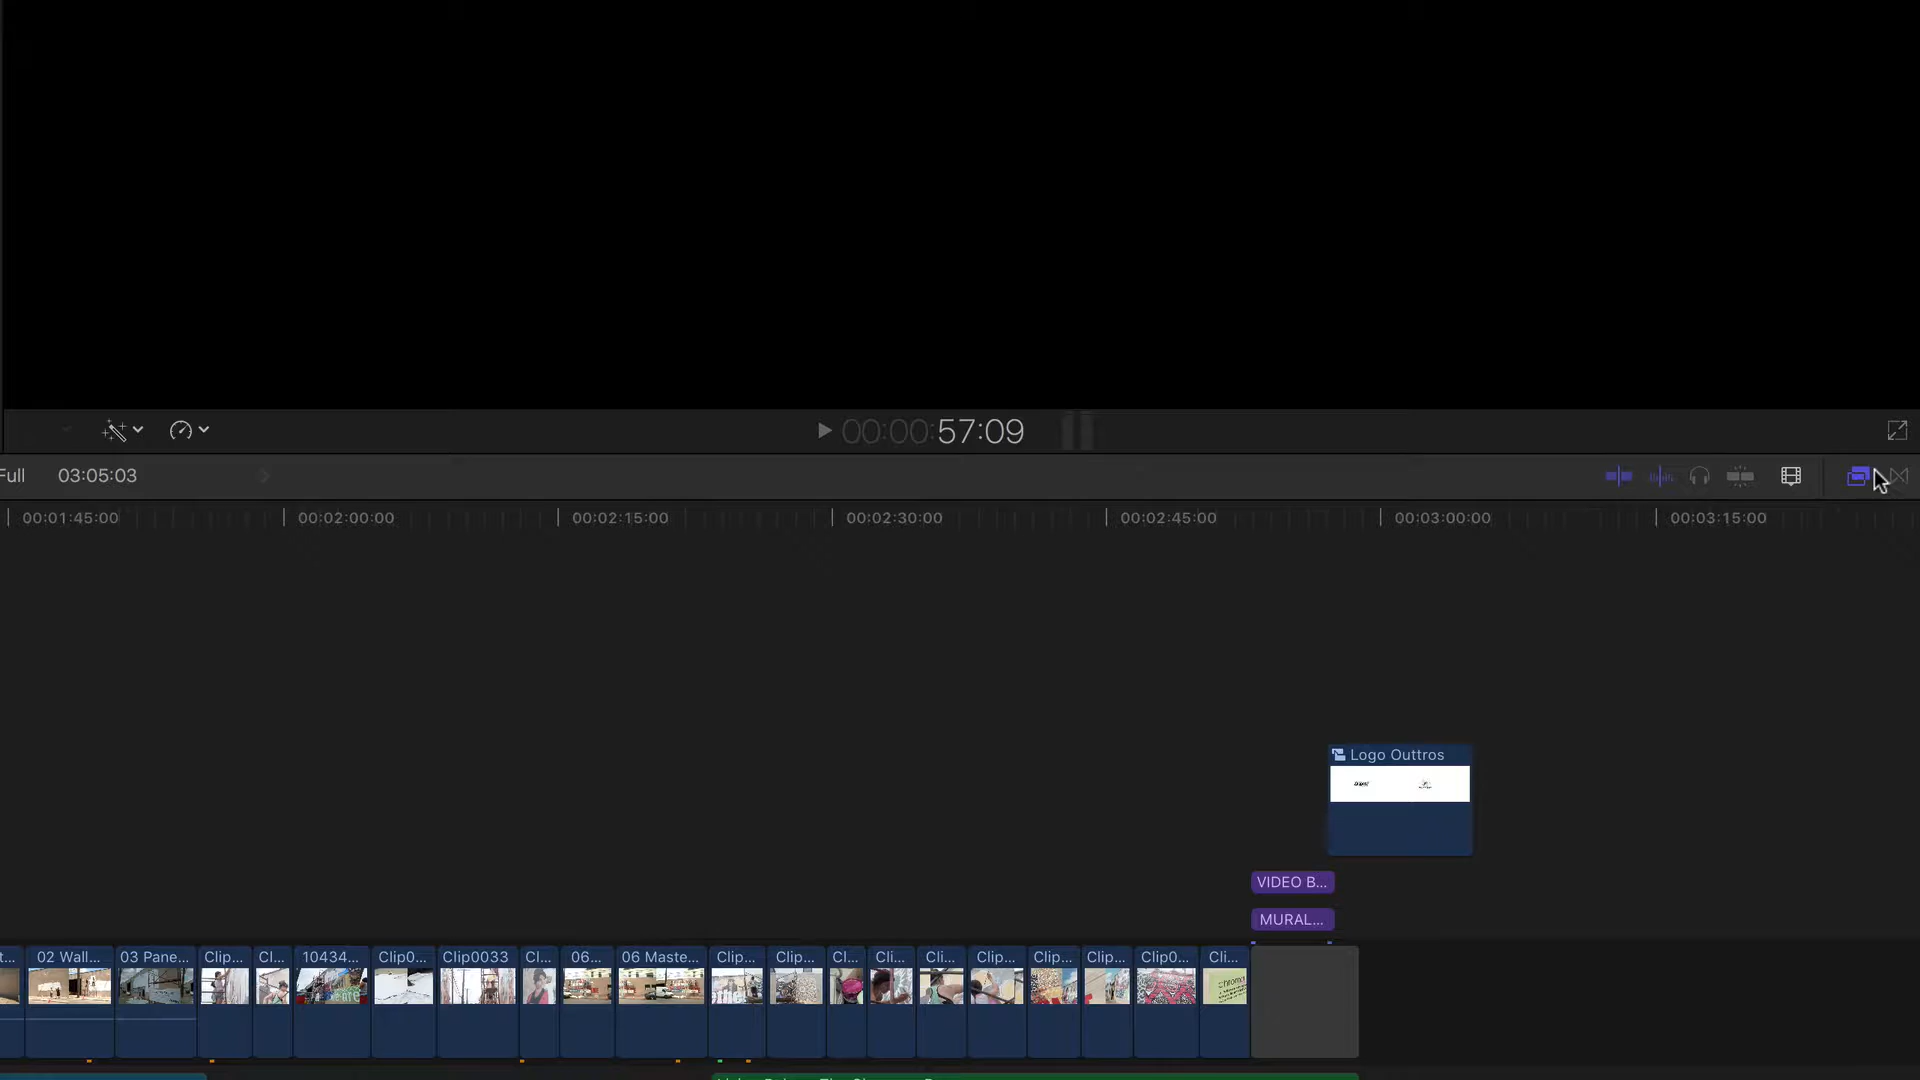 00:00:57:09
Full 03:05:03
00:01:45:00 00:02:00:00 00:02:15:00 00:02:30:00 00:02:45:00 00:03:00:00 00:03:15:00
Logo Outtros
VIDEO B...
MURAL...
t... 02 Wall... 03 Pane... Clip... Cl... 10434... Clip0... Clip0033 Cl... 06... 06 Maste... Clip... Clip... Cl... Cli... Cli... Clip... Clip... Clip... Clip0... Cli...